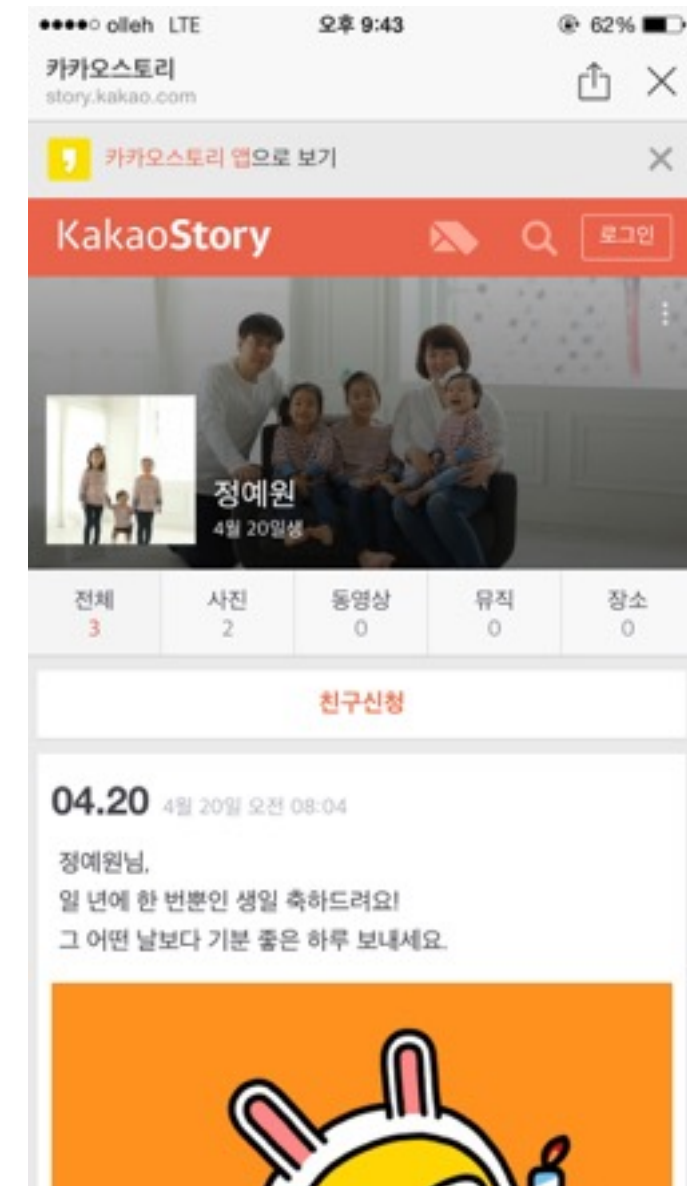 olleh LTE 오후 9:43 62%
카카오스토리
story.kakao.com
카카오스토리 앱으로 보기
KakaoStory 로그인
정예원
4월 20일생
전체 사진 동영상 뮤직 장소
3 2 0 0 0
친구신청
04.20 4월 20일 오전 08:04
정예원님,
일 년에 한 번뿐인 생일 축하드려요!
그 어떤 날보다 기분 좋은 하루 보내세요.